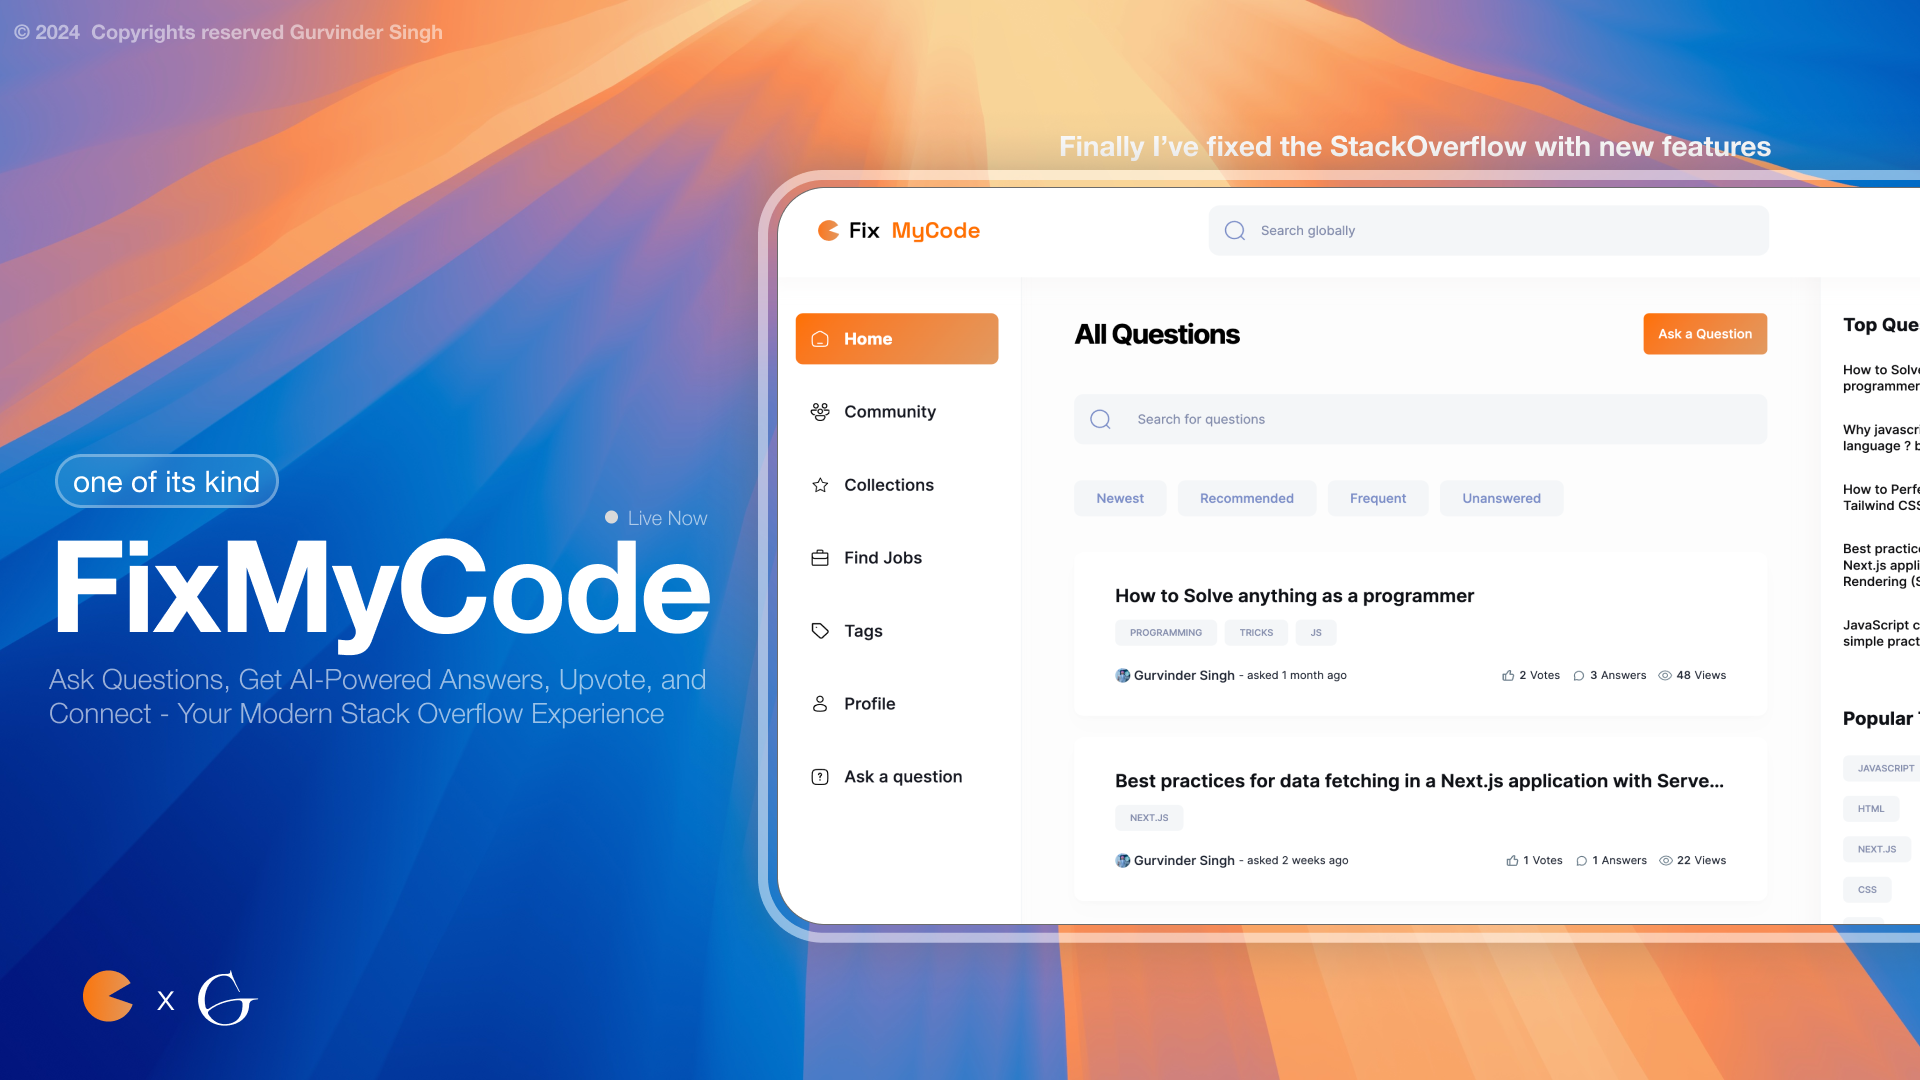 © 2024 Copyrights reserved Gurvinder Singh
Finally I've fixed the StackOverflow with new features
one of its kind
Live Now
FixMyCode
Ask Questions, Get AI-Powered Answers, Upvote, and
Connect - Your Modern Stack Overflow Experience
x G
Fix MyCode
Search globally
Home
Community
Collections
Find Jobs
Tags
Profile
Ask a question
All Questions
Ask a Question
Search for questions
Newest Recommended Frequent Unanswered
How to Solve anything as a programmer
PROGRAMMING TRICKS JS
Gurvinder Singh - asked 1 month ago 2 Votes 3 Answers 48 Views
Best practices for data fetching in a Next.js application with Serve...
NEXT.JS
Gurvinder Singh - asked 2 weeks ago 1 Votes 1 Answers 22 Views
Top Que
How to Solve
programmer
Why javascri
language ? b
How to Perfe
Tailwind CSS
Best practice
Next.js appli
Rendering (S
JavaScript c
simple pract
Popular
JAVASCRIPT
HTML
NEXT.JS
CSS